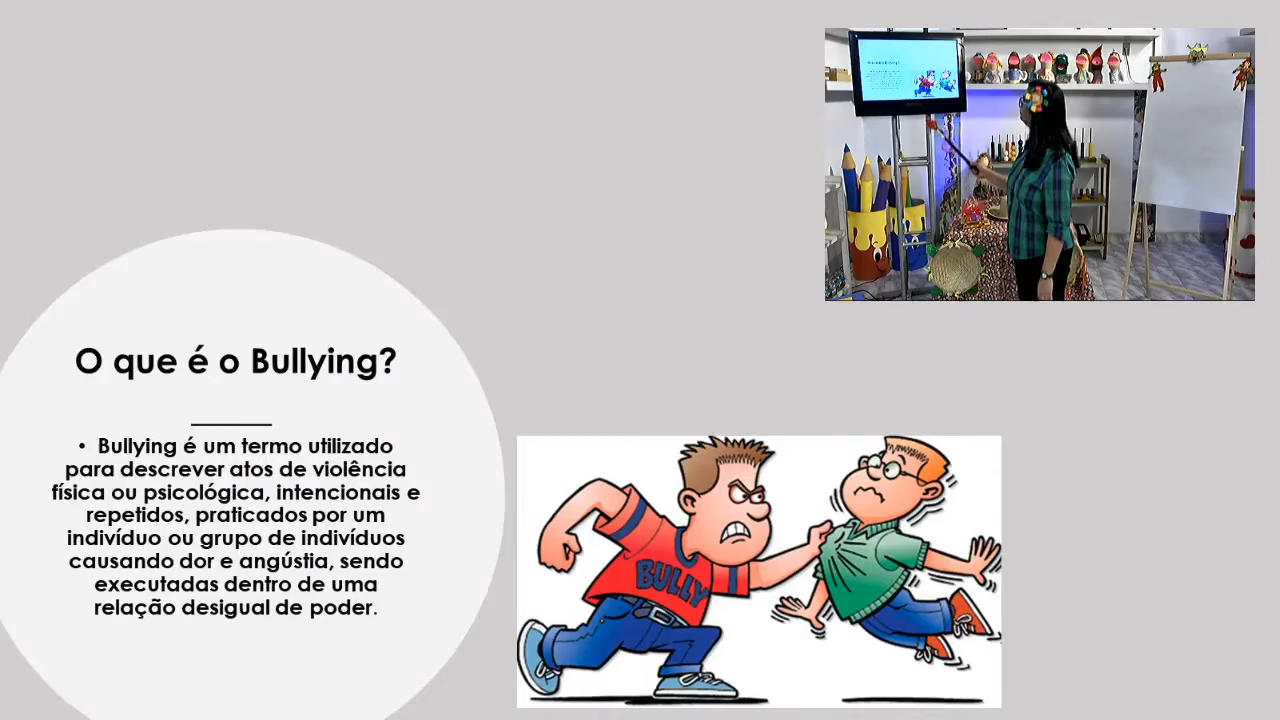 O que é o Bullying?
• Bullying é um termo utilizado
para descrever atos de violência
física ou psicológica, intencionais e
repetidos, praticados por um
indivíduo ou grupo de indivíduos
causando dor e angústia, sendo
executadas dentro de uma
relação desigual de poder.
BULLY